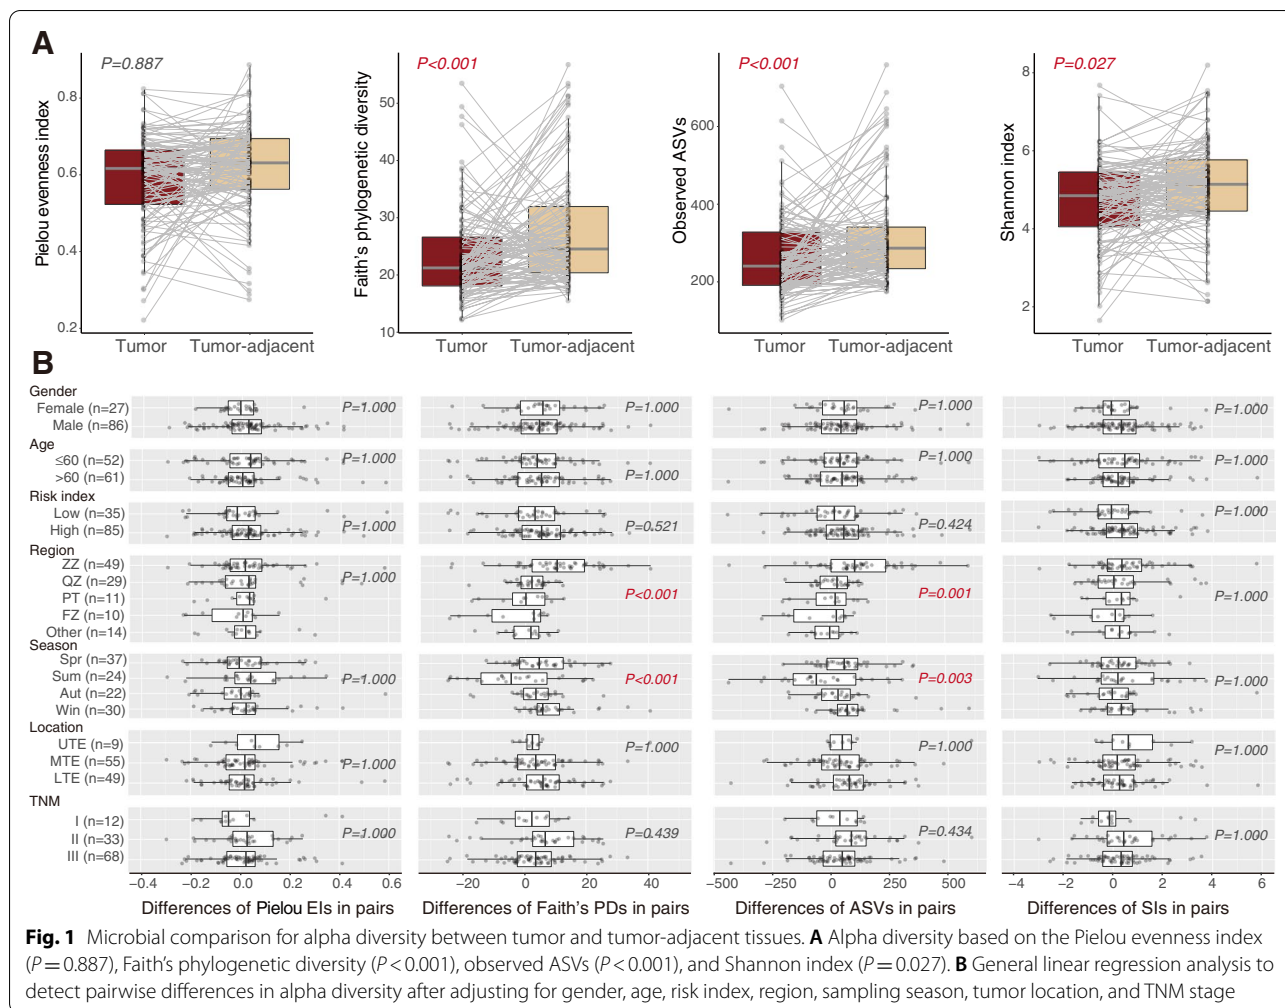 A
P=0.887
P<0.001
P<0.001
P=0.027
Pielou evenness index
0.8
0.6
0.4
0.2
Tumor
Tumor-adjacent
Faith's phylogenetic diversity
50
40
30
20
10
Tumor
Tumor-adjacent
Observed ASVs
600
400
200
Tumor
Tumor-adjacent
Shannon index
8
6
4
2
Tumor
Tumor-adjacent
B
Gender
Female (n=27)
Male (n=86)
P=1.000
P=1.000
P=1.000
P=1.000
Age
≤60 (n=52)
>60 (n=61)
P=1.000
P=1.000
P=1.000
P=1.000
Risk index
Low (n=35)
High (n=85)
P=1.000
P=0.521
P=0.424
P=1.000
Region
ZZ (n=49)
QZ (n=29)
PT (n=11)
FZ (n=10)
Other (n=14)
P=1.000
P<0.001
P=0.001
P=1.000
Season
Spr (n=37)
Sum (n=24)
Aut (n=22)
Win (n=30)
P=1.000
P<0.001
P=0.003
P=1.000
Location
UTE (n=9)
MTE (n=55)
LTE (n=49)
P=1.000
P=1.000
P=1.000
P=1.000
TNM
I (n=12)
II (n=33)
III (n=68)
P=1.000
P=0.439
P=0.434
P=1.000
−0.4 −0.2 0.0 0.2 0.4 0.6
−20 0 20 40
−500 −250 0 250 500
−4 −2 0 2 4 6
Differences of Pielou EIs in pairs
Differences of Faith's PDs in pairs
Differences of ASVs in pairs
Differences of SIs in pairs
Fig. 1 Microbial comparison for alpha diversity between tumor and tumor-adjacent tissues. A Alpha diversity based on the Pielou evenness index
(P = 0.887), Faith's phylogenetic diversity (P < 0.001), observed ASVs (P < 0.001), and Shannon index (P = 0.027). B General linear regression analysis to
detect pairwise differences in alpha diversity after adjusting for gender, age, risk index, region, sampling season, tumor location, and TNM stage